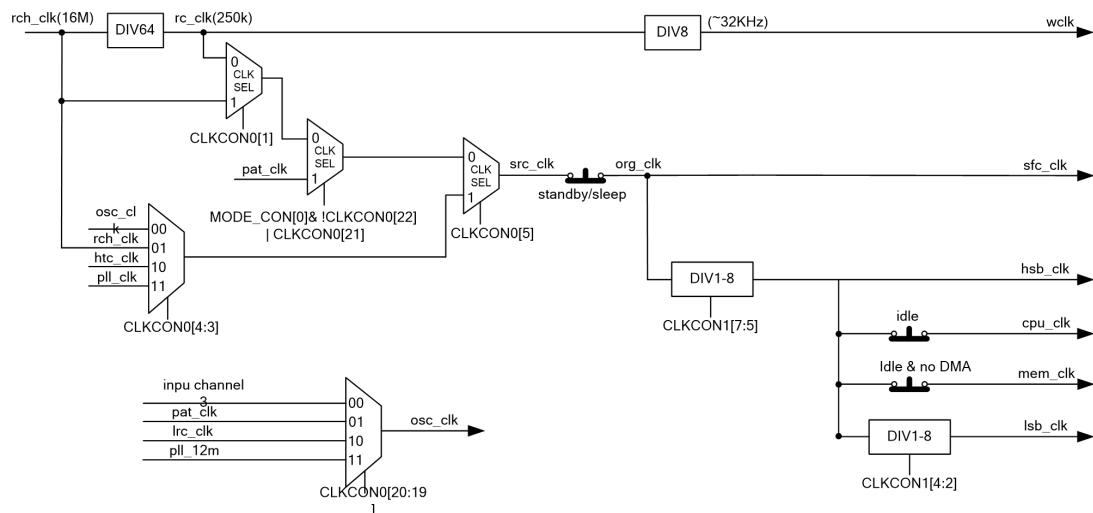 rch_clk(16M)
DIV64
rc_clk(250k)
DIV8
(~32KHz)
wclk
0
CLK
SEL
1
CLKCON0[1]
0
CLK
SEL
1
pat_clk
MODE_CON[0]& !CLKCON0[22]
| CLKCON0[21]
0
CLK
SEL
1
CLKCON0[5]
src_clk
standby/sleep
org_clk
sfc_clk
osc_cl
k
rch_clk
htc_clk
pll_clk
00
01
10
11
CLKCON0[4:3]
DIV1-8
CLKCON1[7:5]
hsb_clk
idle
cpu_clk
Idle & no DMA
mem_clk
DIV1-8
CLKCON1[4:2]
lsb_clk
inpu channel
3
pat_clk
lrc_clk
pll_12m
00
01
10
11
osc_clk
CLKCON0[20:19
]